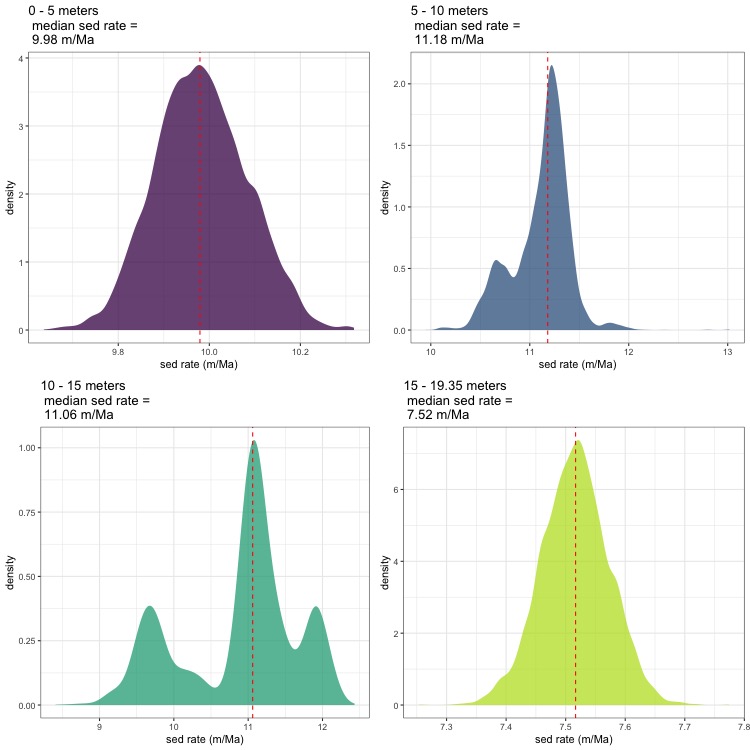 0 - 5 meters
median sed rate =
9.98 m/Ma
density
0
1
2
3
4
9.8
10.0
10.2
sed rate (m/Ma)
5 - 10 meters
median sed rate =
11.18 m/Ma
density
0.0
0.5
1.0
1.5
2.0
10
11
12
13
sed rate (m/Ma)
10 - 15 meters
median sed rate =
11.06 m/Ma
density
0.00
0.25
0.50
0.75
1.00
9
10
11
12
sed rate (m/Ma)
15 - 19.35 meters
median sed rate =
7.52 m/Ma
density
0
2
4
6
7.3
7.4
7.5
7.6
7.7
7.8
sed rate (m/Ma)